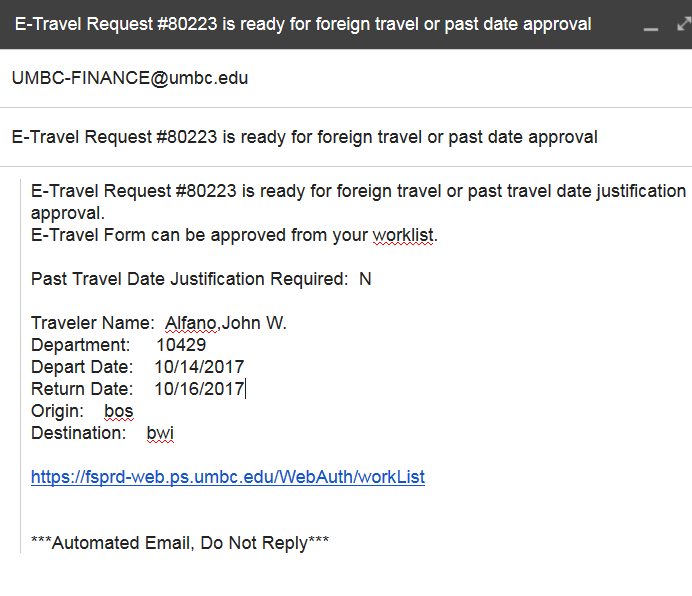 E-Travel Request #80223 is ready for foreign travel or past date approval
UMBC-FINANCE@umbc.edu
E-Travel Request #80223 is ready for foreign travel or past date approval
E-Travel Request #80223 is ready for foreign travel or past travel date justification
approval.
E-Travel Form can be approved from your worklist.
Past Travel Date Justification Required:  N
Traveler Name:  Alfano,John W.
Department:     10429
Depart Date:    10/14/2017
Return Date:    10/16/2017
Origin:    bos
Destination:    bwi
https://fsprd-web.ps.umbc.edu/WebAuth/workList
***Automated Email, Do Not Reply***